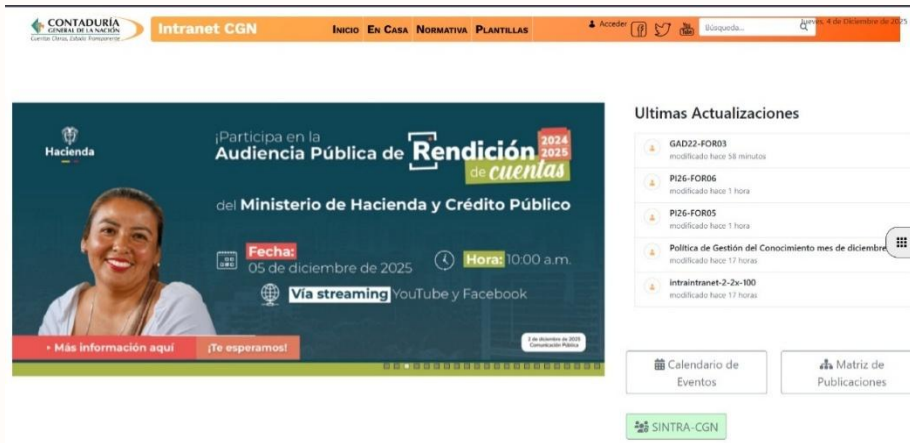 CONTADURÍA
GENERAL DE LA NACIÓN
Cuentas Claras, Estado Transparente
Intranet CGN
INICIO EN CASA NORMATIVA PLANTILLAS
Acceder
Búsqueda...
Jueves, 4 de Diciembre de 2025
Hacienda
¡Participa en la
Audiencia Pública de Rendición 2024 2025
de cuentas
del Ministerio de Hacienda y Crédito Público
Fecha:
05 de diciembre de 2025
Hora: 10:00 a.m.
Vía streaming YouTube y Facebook
• Más información aquí
¡Te esperamos!
2 de diciembre de 2025
Comunicación Pública
Ultimas Actualizaciones
GAD22-FOR03
modificado hace 58 minutos
PI26-FOR06
modificado hace 1 hora
PI26-FOR05
modificado hace 1 hora
Política de Gestión del Conocimiento mes de diciembre
modificado hace 17 horas
intraintranet-2-2x-100
modificado hace 17 horas
Calendario de
Eventos
Matriz de
Publicaciones
SINTRA-CGN